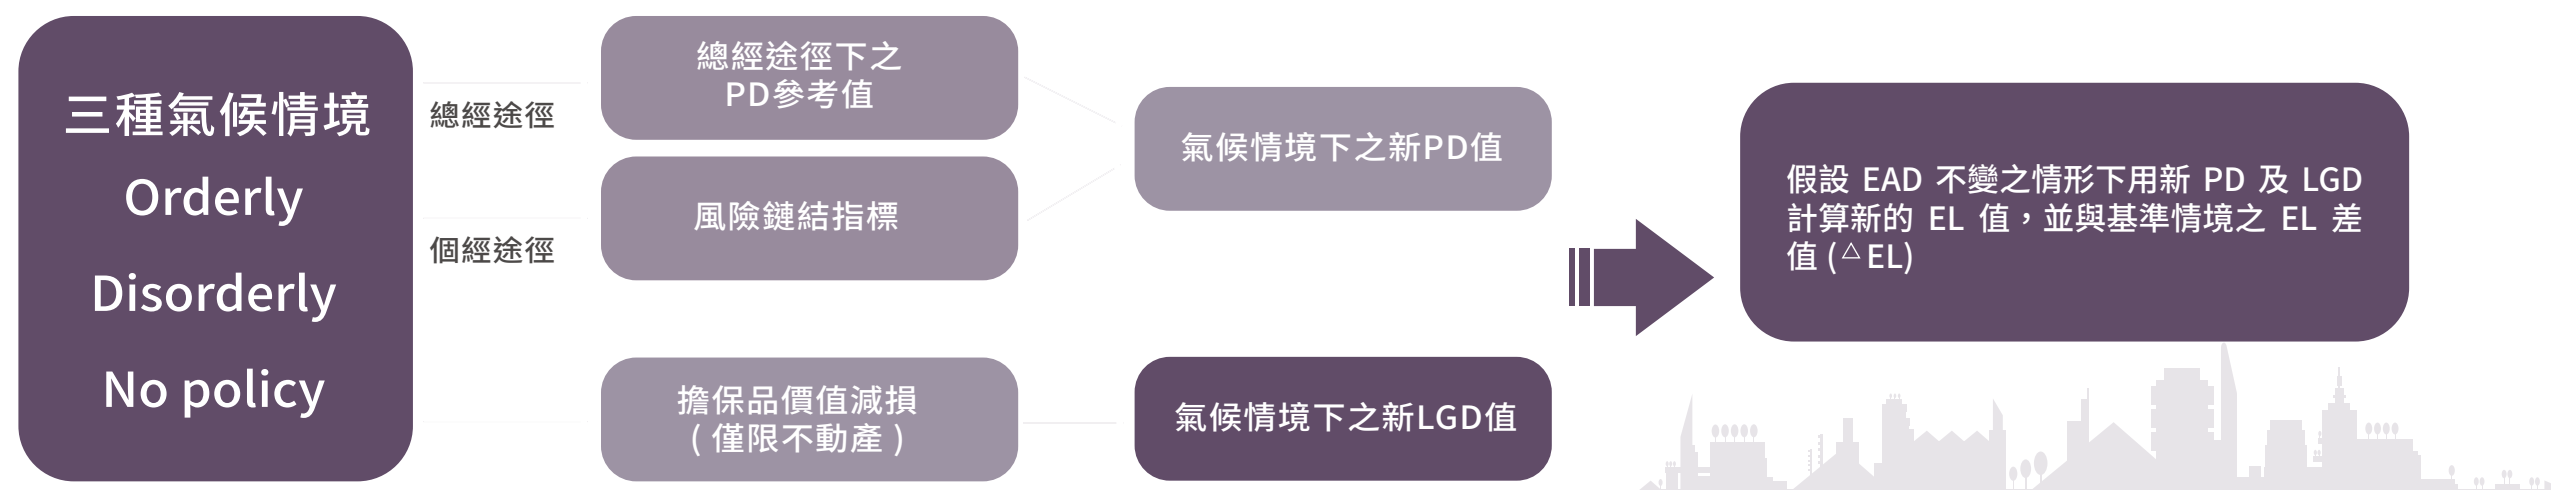 三種氣候情境
Orderly
Disorderly
No policy
總經途徑
個經途徑
總經途徑下之
PD參考值
風險鏈結指標
擔保品價值減損
( 僅限不動產 )
氣候情境下之新PD值
氣候情境下之新LGD值
假設 EAD 不變之情形下用新 PD 及 LGD
計算新的 EL 值，並與基準情境之 EL 差
值 (△EL)